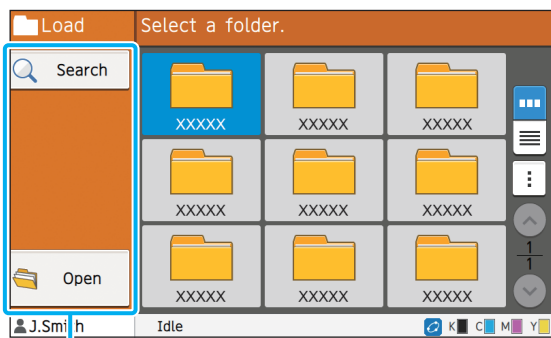 Load
Select a folder.
Search
XXXXX XXXXX XXXXX
XXXXX XXXXX XXXXX
1
1
Open
XXXXX XXXXX XXXXX
J.Smith
Idle
K C M Y